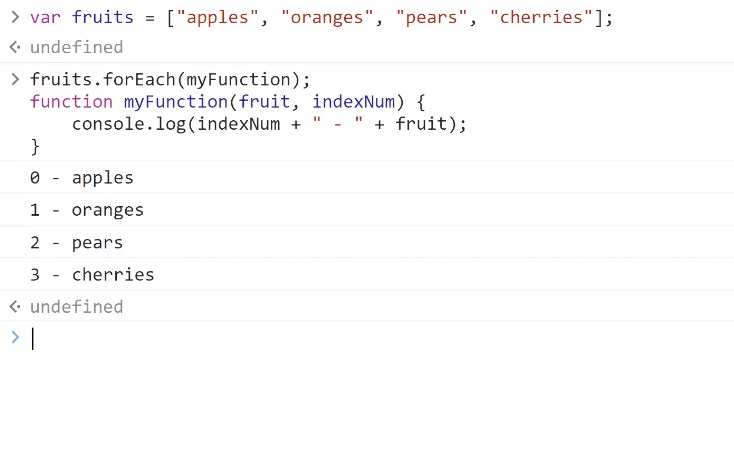 > var fruits = ["apples", "oranges", "pears", "cherries"];
undefined
> fruits.forEach(myFunction);
function myFunction(fruit, indexNum) {
    console.log(indexNum + " - " + fruit);
}
0 - apples
1 - oranges
2 - pears
3 - cherries
undefined
>